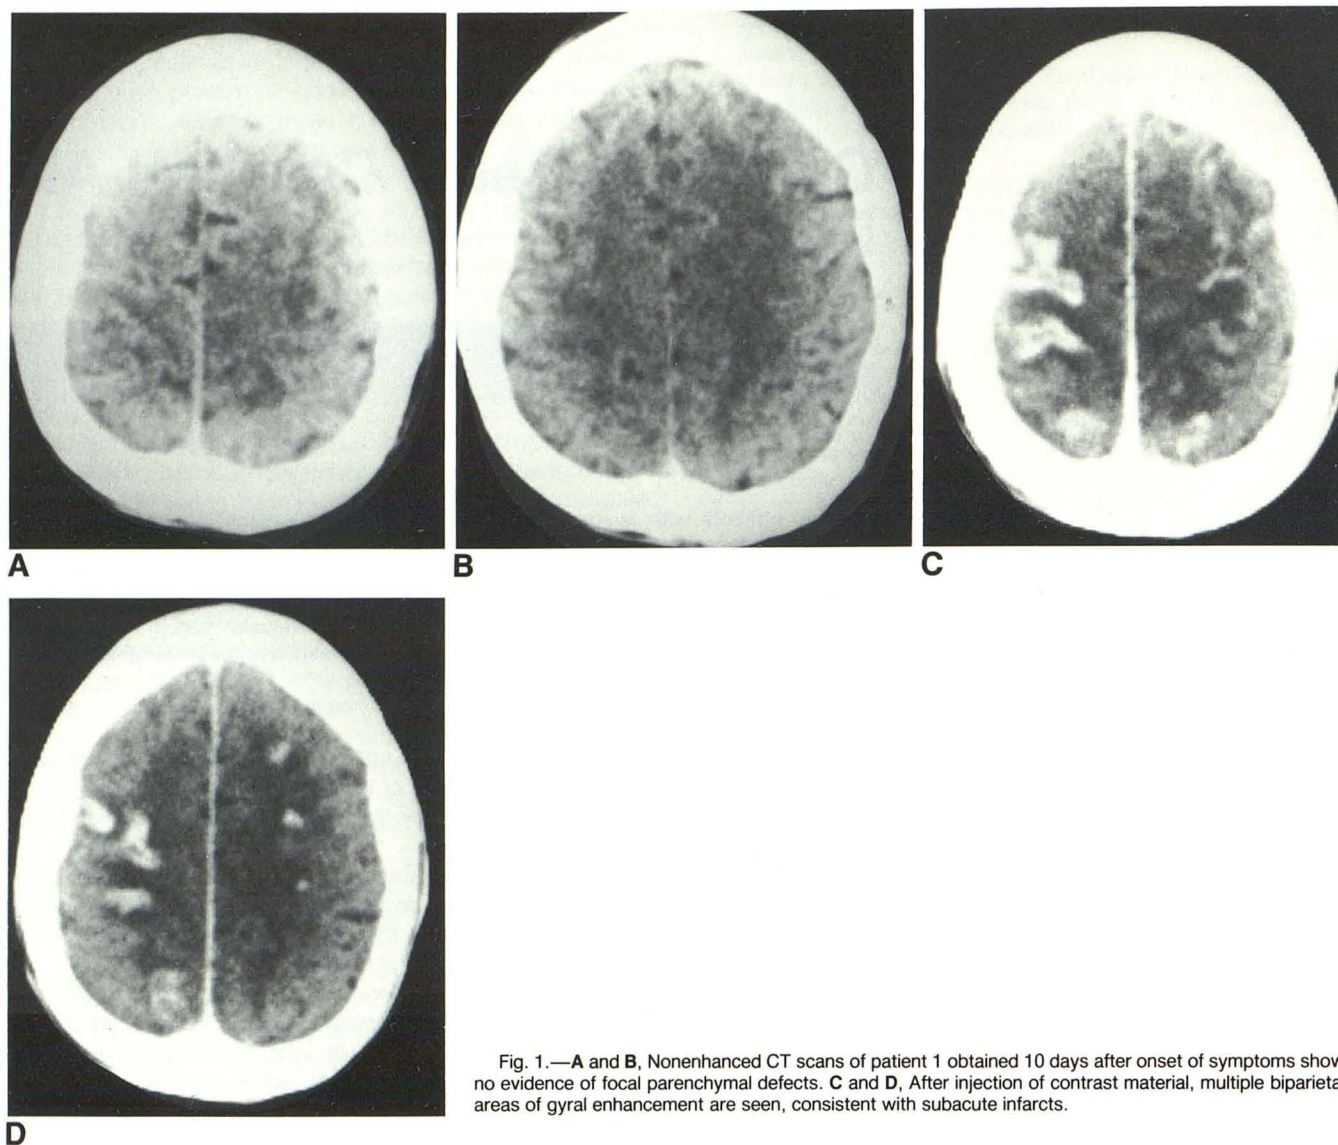 A
B
C
D
Fig. 1.—A and B, Nonenhanced CT scans of patient 1 obtained 10 days after onset of symptoms show
no evidence of focal parenchymal defects. C and D, After injection of contrast material, multiple biparieta
areas of gyral enhancement are seen, consistent with subacute infarcts.